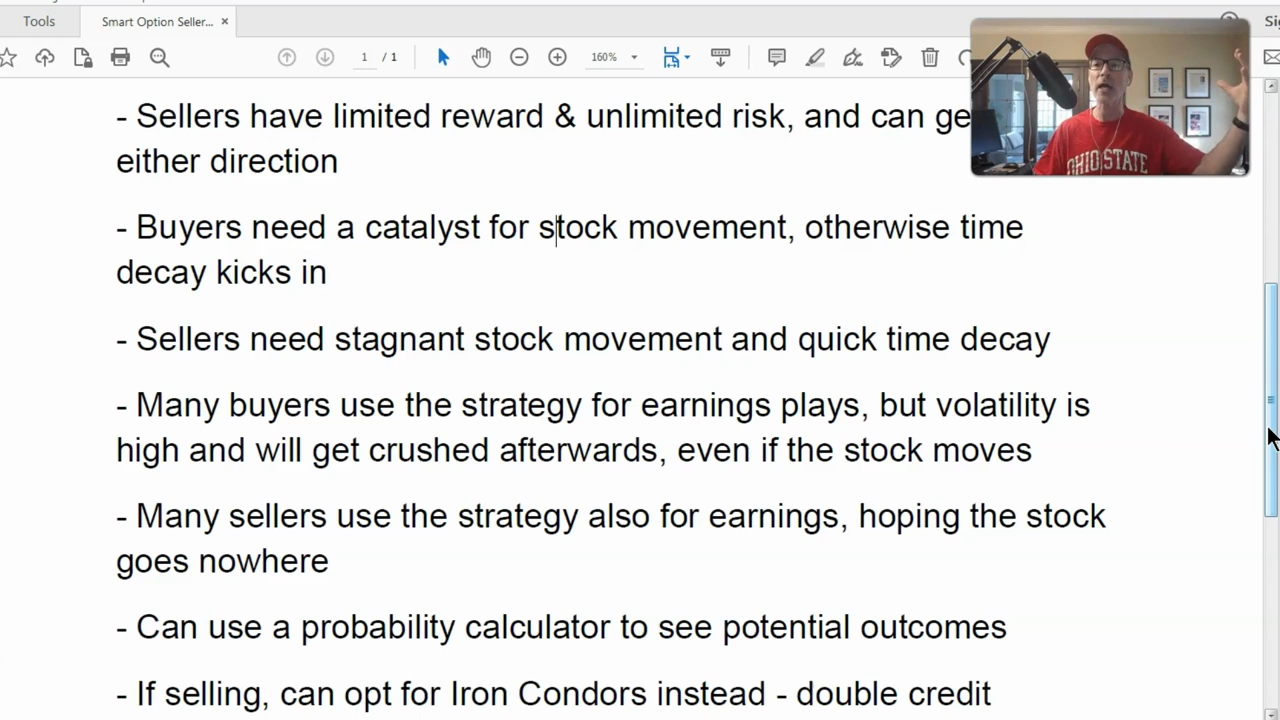 Tools
Smart Option Seller... ×
1 / 1
160%
- Sellers have limited reward & unlimited risk, and can ge
either direction
- Buyers need a catalyst for stock movement, otherwise time
decay kicks in
- Sellers need stagnant stock movement and quick time decay
- Many buyers use the strategy for earnings plays, but volatility is
high and will get crushed afterwards, even if the stock moves
- Many sellers use the strategy also for earnings, hoping the stock
goes nowhere
- Can use a probability calculator to see potential outcomes
- If selling, can opt for Iron Condors instead - double credit
OHIO STATE